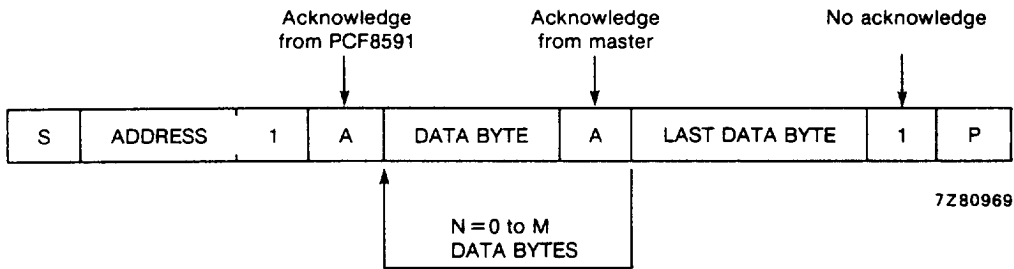 Acknowledge
from PCF8591
Acknowledge
from master
No acknowledge
S ADDRESS 1 A DATA BYTE A LAST DATA BYTE 1 P
7Z80969
N = 0 to M
DATA BYTES